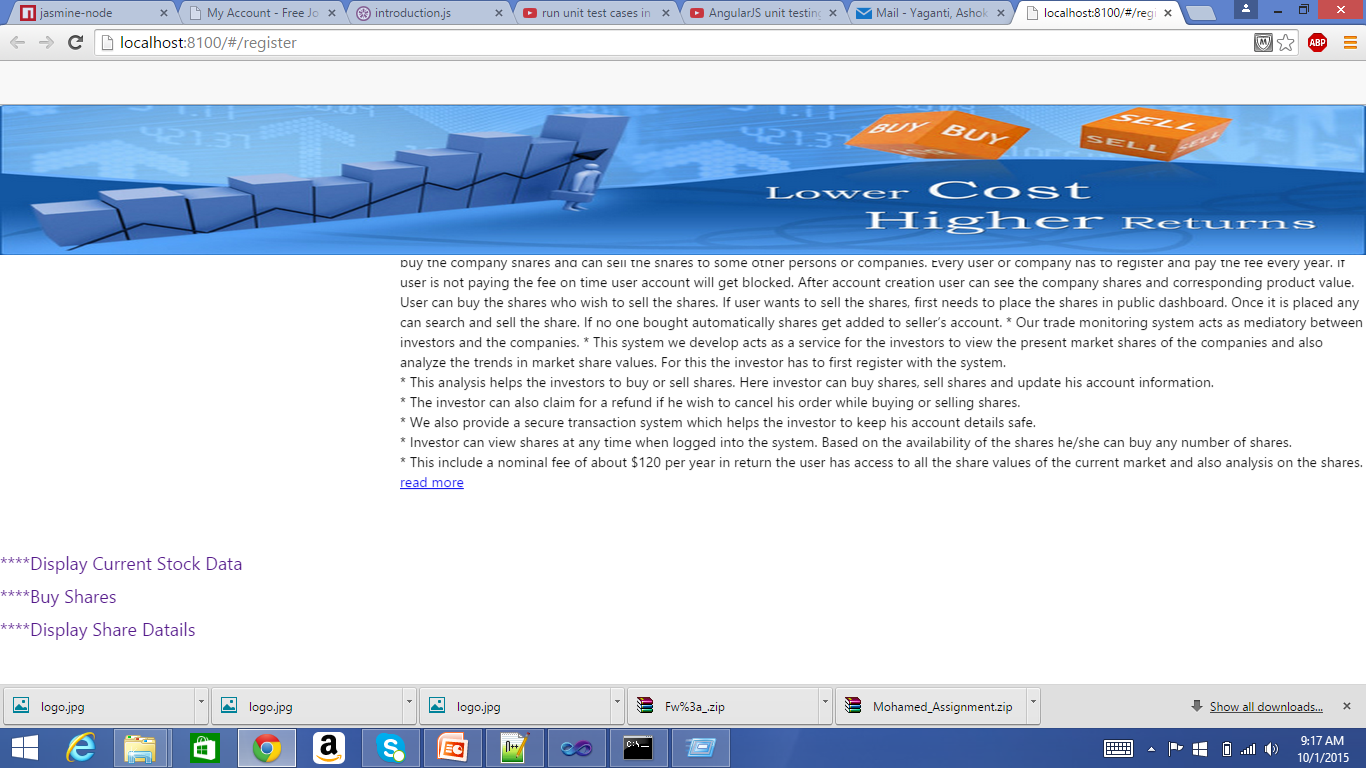 jasmine-node
My Account - Free Jo
introduction.js
run unit test cases in
AngularJS unit testing
Mail - Yaganti, Ashok
localhost:8100/#/regi
localhost:8100/#/register
ABP
BUY BUY
SELL
SELL
421.37
Lower Cost
Higher Returns
buy the company shares and can sell the shares to some other persons or companies. Every user or company has to register and pay the fee every year. If
user is not paying the fee on time user account will get blocked. After account creation user can see the company shares and corresponding product value.
User can buy the shares who wish to sell the shares. If user wants to sell the shares, first needs to place the shares in public dashboard. Once it is placed any
can search and sell the share. If no one bought automatically shares get added to seller’s account. * Our trade monitoring system acts as mediatory between
investors and the companies. * This system we develop acts as a service for the investors to view the present market shares of the companies and also
analyze the trends in market share values. For this the investor has to first register with the system.
* This analysis helps the investors to buy or sell shares. Here investor can buy shares, sell shares and update his account information.
* The investor can also claim for a refund if he wish to cancel his order while buying or selling shares.
* We also provide a secure transaction system which helps the investor to keep his account details safe.
* Investor can view shares at any time when logged into the system. Based on the availability of the shares he/she can buy any number of shares.
* This include a nominal fee of about $120 per year in return the user has access to all the share values of the current market and also analysis on the shares.
read more
****Display Current Stock Data
****Buy Shares
****Display Share Datails
logo.jpg
logo.jpg
logo.jpg
Fw%3a_.zip
Mohamed_Assignment.zip
Show all downloads...
9:17 AM
10/1/2015